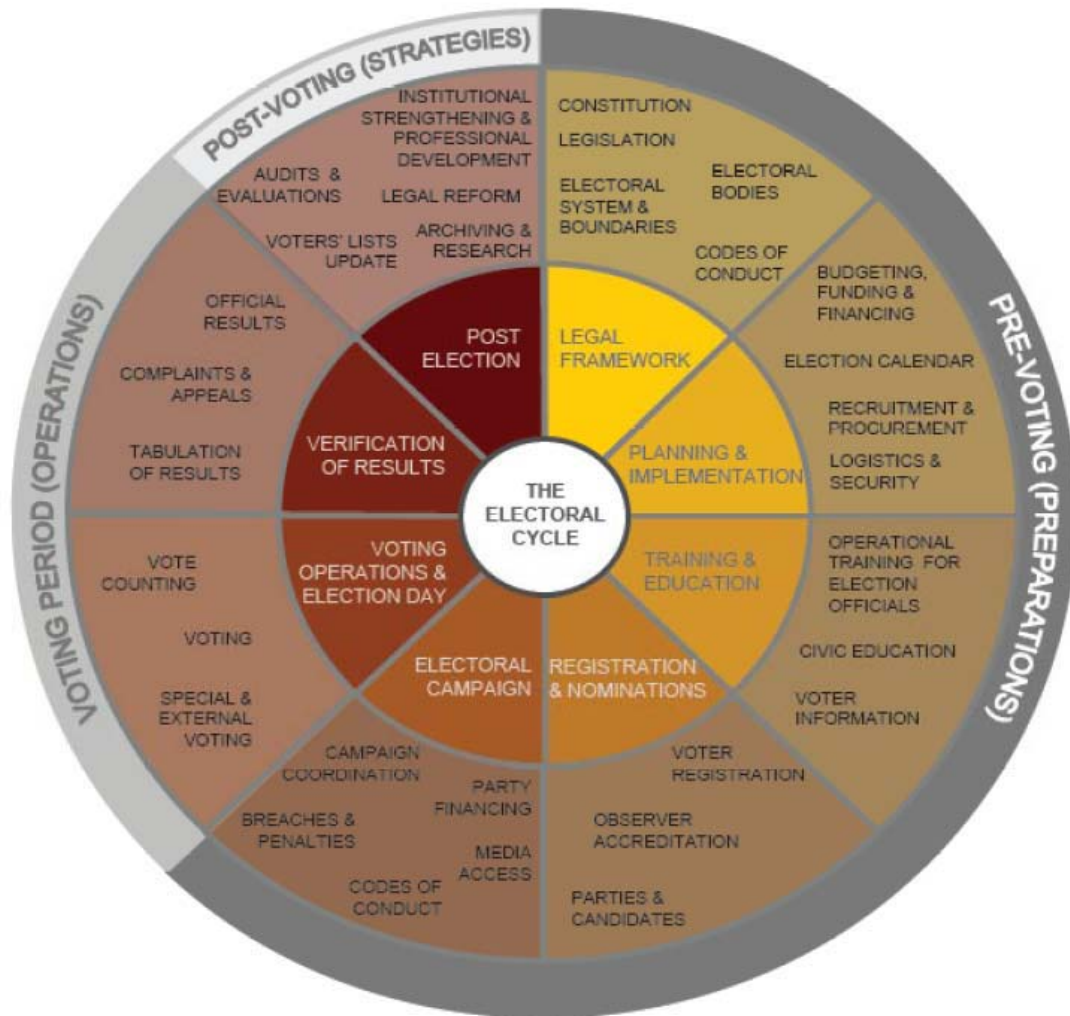 POST-VOTING (STRATEGIES)
PRE-VOTING (PREPARATIONS)
VOTING PERIOD (OPERATIONS)
THE
ELECTORAL
CYCLE
LEGAL
FRAMEWORK
CONSTITUTION
LEGISLATION
ELECTORAL
SYSTEM &
BOUNDARIES
ELECTORAL
BODIES
CODES OF
CONDUCT
PLANNING &
IMPLEMENTATION
BUDGETING,
FUNDING &
FINANCING
ELECTION CALENDAR
RECRUITMENT &
PROCUREMENT
LOGISTICS &
SECURITY
TRAINING &
EDUCATION
OPERATIONAL
TRAINING FOR
ELECTION
OFFICIALS
CIVIC EDUCATION
VOTER
INFORMATION
REGISTRATION
& NOMINATIONS
VOTER
REGISTRATION
OBSERVER
ACCREDITATION
PARTIES &
CANDIDATES
ELECTORAL
CAMPAIGN
CAMPAIGN
COORDINATION
PARTY
FINANCING
BREACHES &
PENALTIES
MEDIA
ACCESS
CODES OF
CONDUCT
VOTING
OPERATIONS &
ELECTION DAY
VOTE
COUNTING
VOTING
SPECIAL &
EXTERNAL
VOTING
VERIFICATION
OF RESULTS
OFFICIAL
RESULTS
COMPLAINTS &
APPEALS
TABULATION
OF RESULTS
POST
ELECTION
INSTITUTIONAL
STRENGTHENING &
PROFESSIONAL
DEVELOPMENT
AUDITS &
EVALUATIONS
LEGAL REFORM
VOTERS' LISTS
UPDATE
ARCHIVING &
RESEARCH